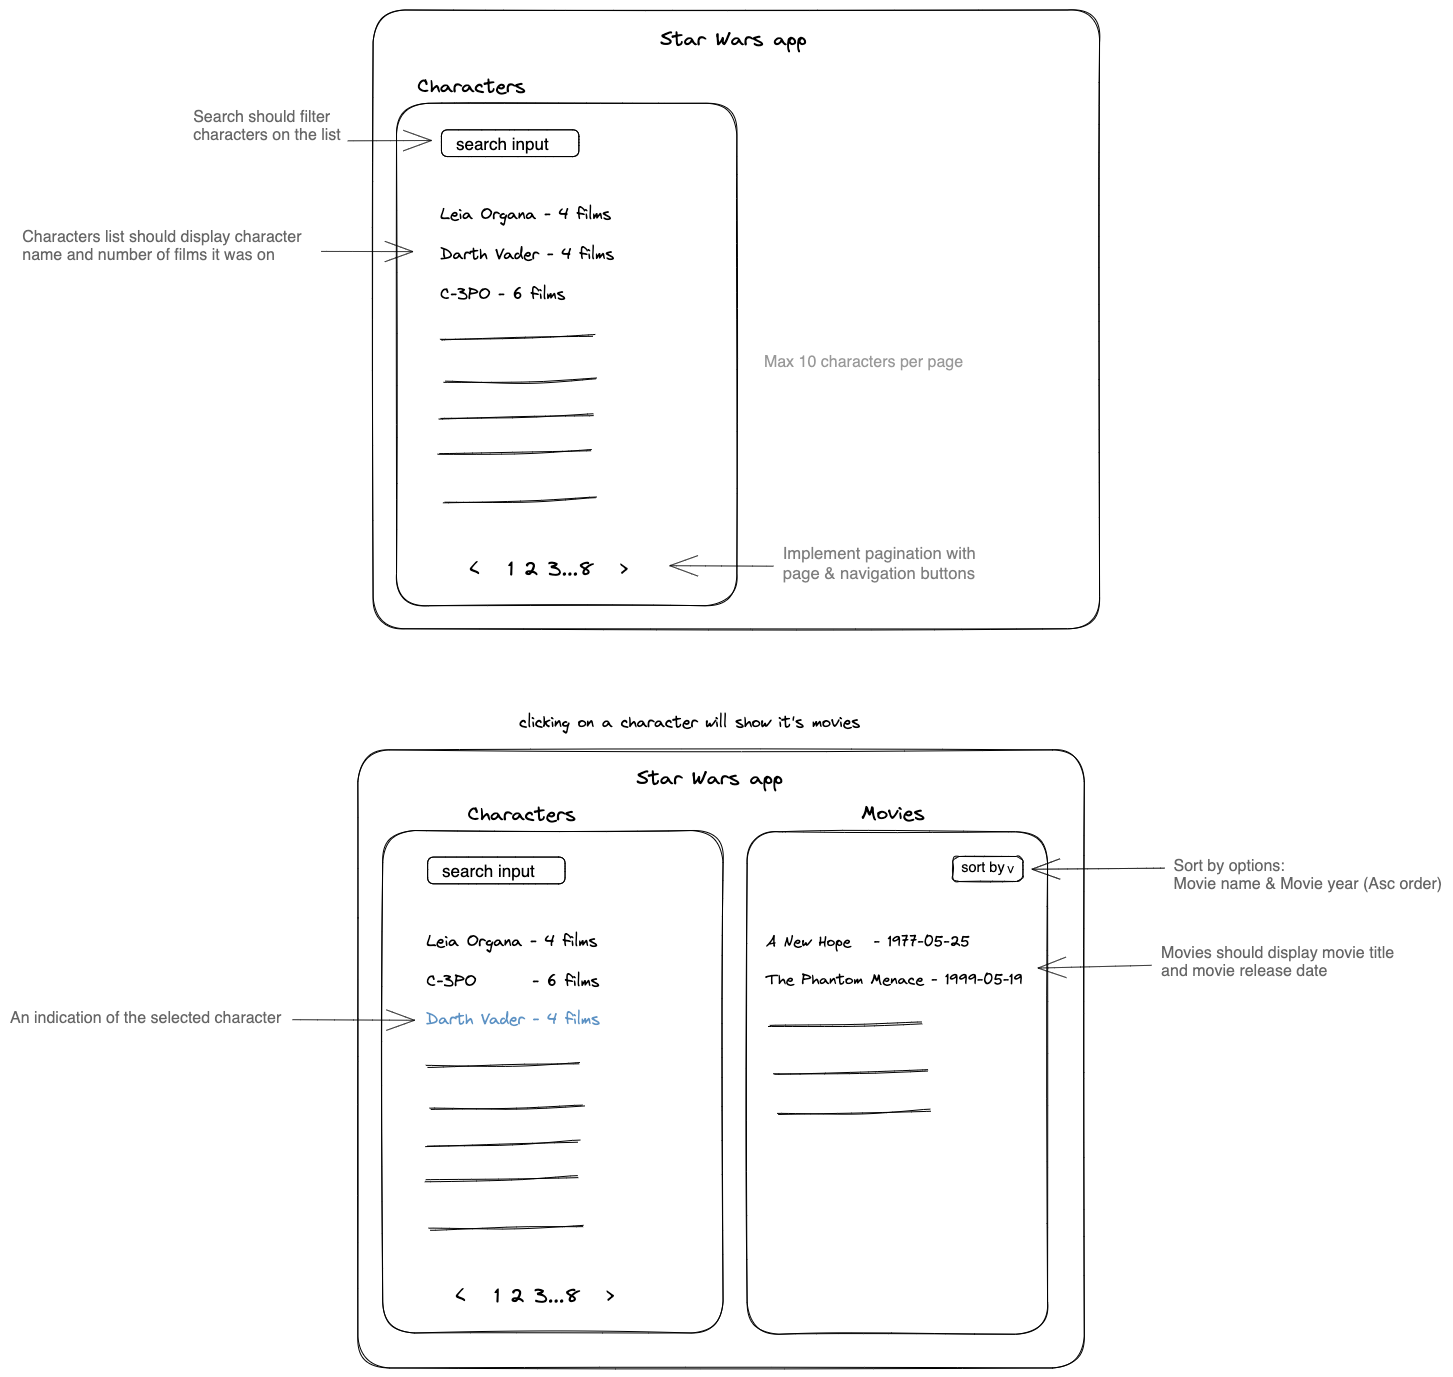 Star Wars app
Characters
Search should filter
characters on the list
search input
Leia Organa - 4 films
Characters list should display character
name and number of films it was on
Darth Vader - 4 films
C-3PO - 6 films
Max 10 characters per page
Implement pagination with
page & navigation buttons
< 1 2 3...8 >
clicking on a character will show it's movies
Star Wars app
Characters
search input
Leia Organa - 4 films
C-3PO - 6 films
An indication of the selected character
Darth Vader - 4 films
< 1 2 3...8 >
Movies
sort by v
Sort by options:
Movie name & Movie year (Asc order)
A New Hope - 1977-05-25
The Phantom Menace - 1999-05-19
Movies should display movie title
and movie release date